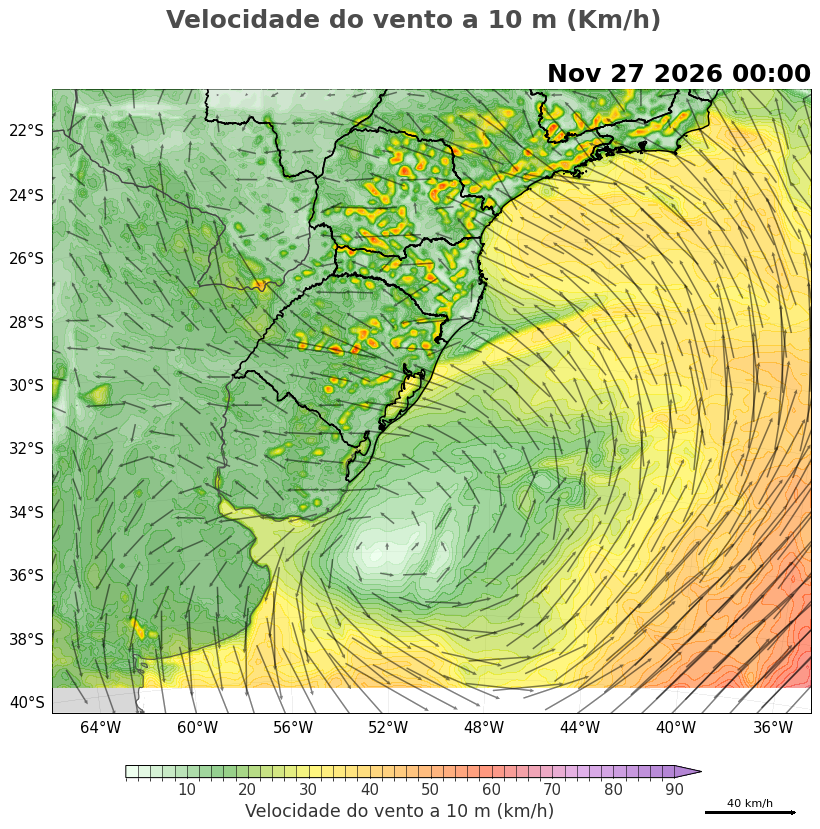 Velocidade do vento a 10 m (Km/h)
Nov 27 2026 00:00
22°S
24°S
26°S
28°S
30°S
32°S
34°S
36°S
38°S
40°S
64°W 60°W 56°W 52°W 48°W 44°W 40°W 36°W
10 20 30 40 50 60 70 80 90
Velocidade do vento a 10 m (km/h)
40 km/h